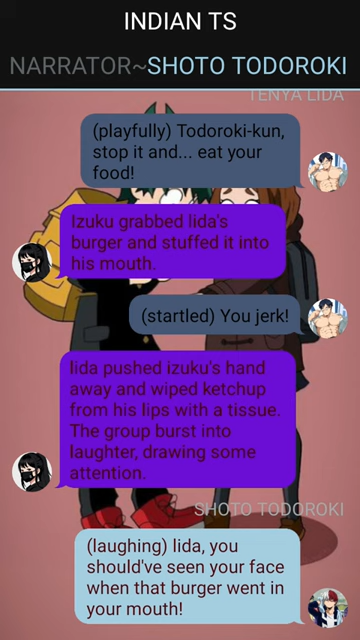 INDIAN TS
NARRATOR~SHOTO TODOROKI
TENYA LIDA
(playfully) Todoroki-kun,
stop it and... eat your
food!
Izuku grabbed Iida's
burger and stuffed it into
his mouth.
(startled) You jerk!
Iida pushed izuku's hand
away and wiped ketchup
from his lips with a tissue.
The group burst into
laughter, drawing some
attention.
SHOTO TODOROKI
(laughing) Iida, you
should've seen your face
when that burger went in
your mouth!